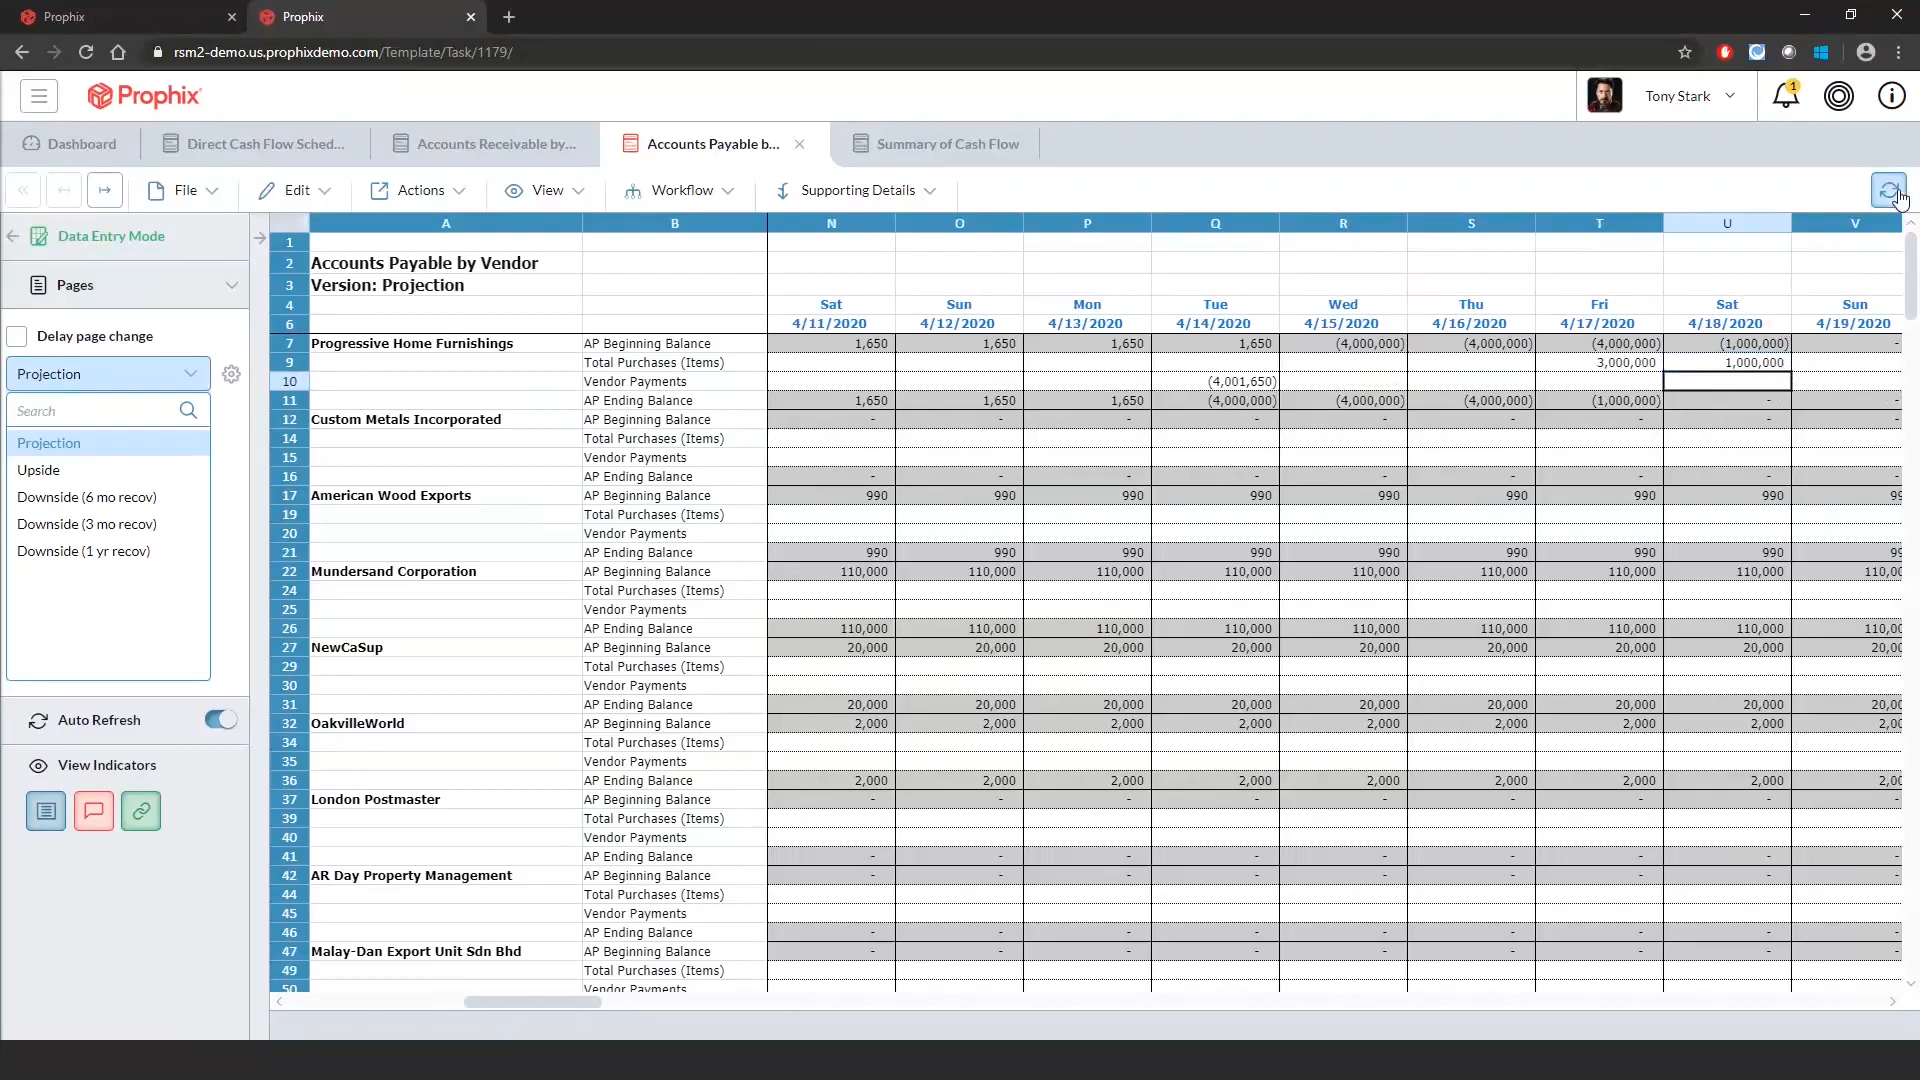 Prophix
Prophix
rsm2-demo.us.prophixdemo.com/Template/Task/1179/
Prophix
Tony Stark
1
Dashboard
Direct Cash Flow Sched...
Accounts Receivable by...
Accounts Payable b...
Summary of Cash Flow
File
Edit
Actions
View
Workflow
Supporting Details
Data Entry Mode
Pages
Delay page change
Projection
Search
Projection
Upside
Downside (6 mo recov)
Downside (3 mo recov)
Downside (1 yr recov)
Auto Refresh
View Indicators
A B N O P Q R S T U V
1
2 Accounts Payable by Vendor
3 Version: Projection
4 Sat Sun Mon Tue Wed Thu Fri Sat Sun
6 4/11/2020 4/12/2020 4/13/2020 4/14/2020 4/15/2020 4/16/2020 4/17/2020 4/18/2020 4/19/2020
7 Progressive Home Furnishings AP Beginning Balance 1,650 1,650 1,650 1,650 (4,000,000) (4,000,000) (4,000,000) (1,000,000) -
9 Total Purchases (Items) 3,000,000 1,000,000
10 Vendor Payments (4,001,650)
11 AP Ending Balance 1,650 1,650 1,650 (4,000,000) (4,000,000) (4,000,000) (1,000,000) - -
12 Custom Metals Incorporated AP Beginning Balance - - - - - - - - -
14 Total Purchases (Items)
15 Vendor Payments
16 AP Ending Balance - - - - - - - - -
17 American Wood Exports AP Beginning Balance 990 990 990 990 990 990 990 990 99
19 Total Purchases (Items)
20 Vendor Payments
21 AP Ending Balance 990 990 990 990 990 990 990 990 99
22 Mundersand Corporation AP Beginning Balance 110,000 110,000 110,000 110,000 110,000 110,000 110,000 110,000 110,00
24 Total Purchases (Items)
25 Vendor Payments
26 AP Ending Balance 110,000 110,000 110,000 110,000 110,000 110,000 110,000 110,000 110,00
27 NewCaSup AP Beginning Balance 20,000 20,000 20,000 20,000 20,000 20,000 20,000 20,000 20,00
29 Total Purchases (Items)
30 Vendor Payments
31 AP Ending Balance 20,000 20,000 20,000 20,000 20,000 20,000 20,000 20,000 20,00
32 OakvilleWorld AP Beginning Balance 2,000 2,000 2,000 2,000 2,000 2,000 2,000 2,000 2,00
34 Total Purchases (Items)
35 Vendor Payments
36 AP Ending Balance 2,000 2,000 2,000 2,000 2,000 2,000 2,000 2,000 2,00
37 London Postmaster AP Beginning Balance - - - - - - - - -
39 Total Purchases (Items)
40 Vendor Payments
41 AP Ending Balance - - - - - - - - -
42 AR Day Property Management AP Beginning Balance - - - - - - - - -
44 Total Purchases (Items)
45 Vendor Payments
46 AP Ending Balance - - - - - - - - -
47 Malay-Dan Export Unit Sdn Bhd AP Beginning Balance - - - - - - - - -
49 Total Purchases (Items)
50 Vendor Payments